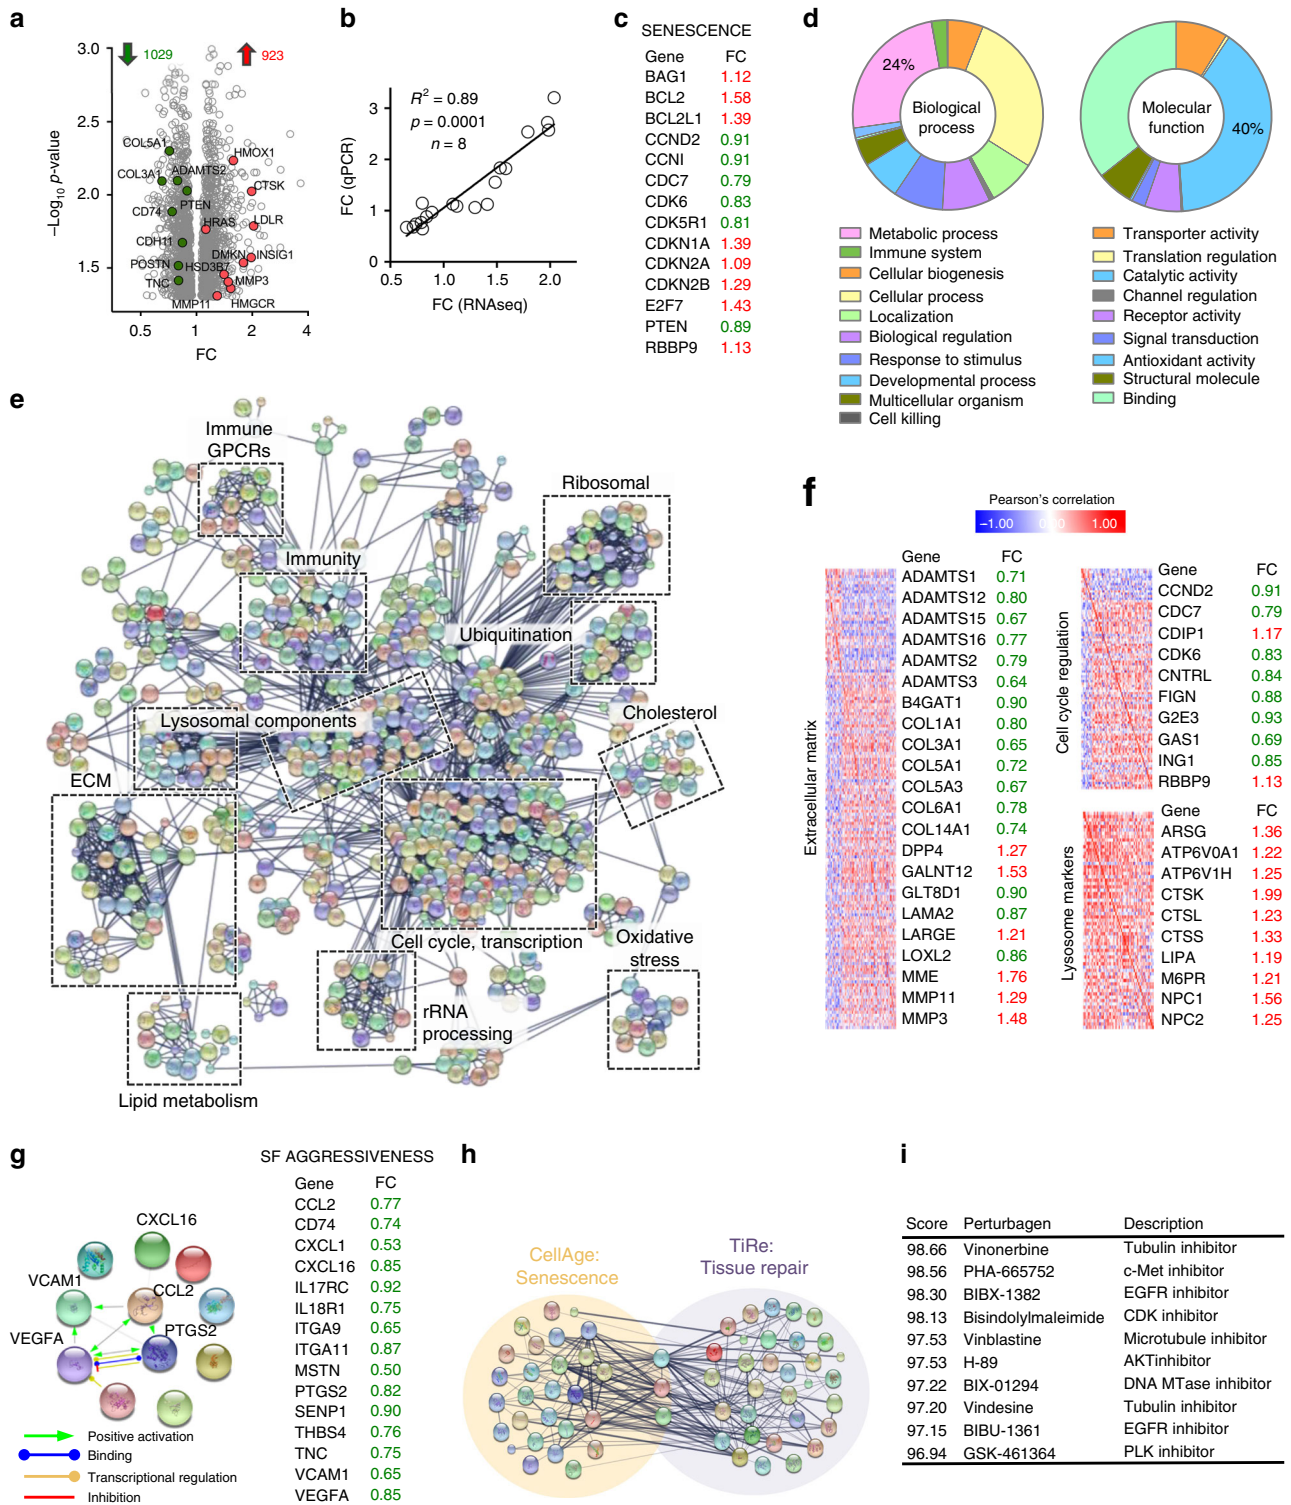 a
3.0
2.5
2.0
1.5
–Log10 p-value
1029
923
COL5A1
COL3A1
ADAMTS2
PTEN
CD74
CDH11
POSTN
TNC
HMOX1
CTSK
HRAS
LDLR
DMKN
INSIG1
HSD3B7
MMP3
MMP11
HMGCR
0.5 1 2 4
FC
b
R2 = 0.89
p = 0.0001
n = 8
3
2
1
0
FC (qPCR)
0.5 1.0 1.5 2.0
FC (RNAseq)
c
SENESCENCE
Gene FC
BAG1 1.12
BCL2 1.58
BCL2L1 1.39
CCND2 0.91
CCNI 0.91
CDC7 0.79
CDK6 0.83
CDK5R1 0.81
CDKN1A 1.39
CDKN2A 1.09
CDKN2B 1.29
E2F7 1.43
PTEN 0.89
RBBP9 1.13
d
24%
Biological
process
Metabolic process
Immune system
Cellular biogenesis
Cellular process
Localization
Biological regulation
Response to stimulus
Developmental process
Multicellular organism
Cell killing
40%
Molecular
function
Transporter activity
Translation regulation
Catalytic activity
Channel regulation
Receptor activity
Signal transduction
Antioxidant activity
Structural molecule
Binding
e
Immune
GPCRs
Ribosomal
Immunity
Ubiquitination
Lysosomal components
Cholesterol
ECM
Cell cycle, transcription
Oxidative
stress
rRNA
processing
Lipid metabolism
f
Pearson's correlation
–1.00 0.00 1.00
Extracellular matrix
Gene FC
ADAMTS1 0.71
ADAMTS12 0.80
ADAMTS15 0.67
ADAMTS16 0.77
ADAMTS2 0.79
ADAMTS3 0.64
B4GAT1 0.90
COL1A1 0.80
COL3A1 0.65
COL5A1 0.72
COL5A3 0.67
COL6A1 0.78
COL14A1 0.74
DPP4 1.27
GALNT12 1.53
GLT8D1 0.90
LAMA2 0.87
LARGE 1.21
LOXL2 0.86
MME 1.76
MMP11 1.29
MMP3 1.48
Cell cycle regulation
Gene FC
CCND2 0.91
CDC7 0.79
CDIP1 1.17
CDK6 0.83
CNTRL 0.84
FIGN 0.88
G2E3 0.93
GAS1 0.69
ING1 0.85
RBBP9 1.13
Lysosome markers
Gene FC
ARSG 1.36
ATP6V0A1 1.22
ATP6V1H 1.25
CTSK 1.99
CTSL 1.23
CTSS 1.33
LIPA 1.19
M6PR 1.21
NPC1 1.56
NPC2 1.25
g
CXCL16
VCAM1
CCL2
VEGFA
PTGS2
Positive activation
Binding
Transcriptional regulation
Inhibition
SF AGGRESSIVENESS
Gene FC
CCL2 0.77
CD74 0.74
CXCL1 0.53
CXCL16 0.85
IL17RC 0.92
IL18R1 0.75
ITGA9 0.65
ITGA11 0.87
MSTN 0.50
PTGS2 0.82
SENP1 0.90
THBS4 0.76
TNC 0.75
VCAM1 0.65
VEGFA 0.85
h
CellAge:
Senescence
TiRe:
Tissue repair
i
Score Perturbagen Description
98.66 Vinonerbine Tubulin inhibitor
98.56 PHA-665752 c-Met inhibitor
98.30 BIBX-1382 EGFR inhibitor
98.13 Bisindolylmaleimide CDK inhibitor
97.53 Vinblastine Microtubule inhibitor
97.53 H-89 AKTinhibitor
97.22 BIX-01294 DNA MTase inhibitor
97.20 Vindesine Tubulin inhibitor
97.15 BIBU-1361 EGFR inhibitor
96.94 GSK-461364 PLK inhibitor